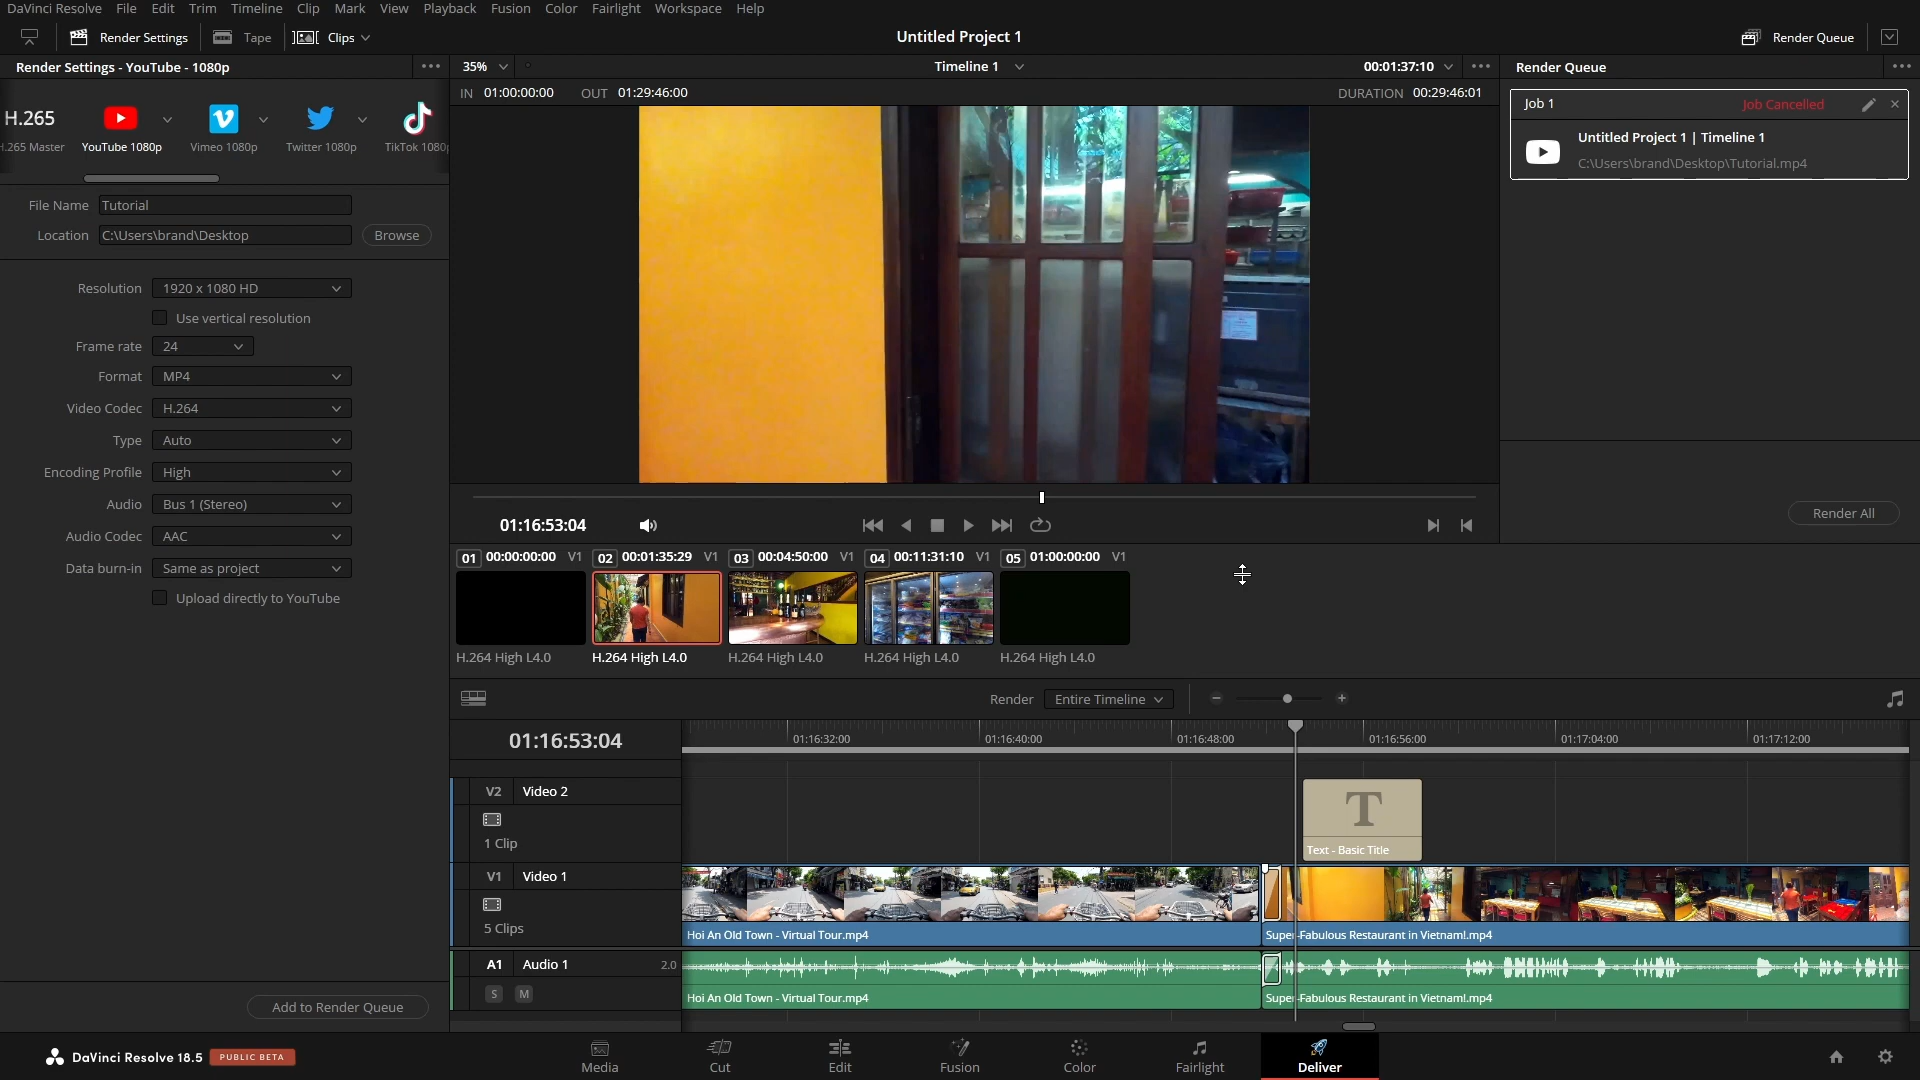 DaVinci Resolve File Edit Trim Timeline Clip Mark View Playback Fusion Color Fairlight Workspace Help
Render Settings Tape Clips
Untitled Project 1
Render Queue
Render Settings - YouTube - 1080p
H.265
H.265 Master YouTube 1080p Vimeo 1080p Twitter 1080p TikTok 1080p
File Name Tutorial
Location C:\Users\brand\Desktop Browse
Resolution 1920 x 1080 HD
Use vertical resolution
Frame rate 24
Format MP4
Video Codec H.264
Type Auto
Encoding Profile High
Audio Bus 1 (Stereo)
Audio Codec AAC
Data burn-in Same as project
Upload directly to YouTube
Add to Render Queue
35% Timeline 1 00:01:37:10
IN 01:00:00:00 OUT 01:29:46:00 DURATION 00:29:46:01
01:16:53:04
01 00:00:00:00 V1 02 00:01:35:29 V1 03 00:04:50:00 V1 04 00:11:31:10 V1 05 01:00:00:00 V1
H.264 High L4.0 H.264 High L4.0 H.264 High L4.0 H.264 High L4.0 H.264 High L4.0
Render Entire Timeline
Render Queue
Job 1 Job Cancelled
Untitled Project 1 | Timeline 1
C:\Users\brand\Desktop\Tutorial.mp4
Render All
01:16:53:04
01:16:32:00 01:16:40:00 01:16:48:00 01:16:56:00 01:17:04:00 01:17:12:00
V2 Video 2
1 Clip
T
Text - Basic Title
V1 Video 1
5 Clips
Hoi An Old Town - Virtual Tour.mp4 Super-Fabulous Restaurant in Vietnam!.mp4
A1 Audio 1 2.0
S M
Hoi An Old Town - Virtual Tour.mp4 Super-Fabulous Restaurant in Vietnam!.mp4
DaVinci Resolve 18.5 PUBLIC BETA
Media Cut Edit Fusion Color Fairlight Deliver